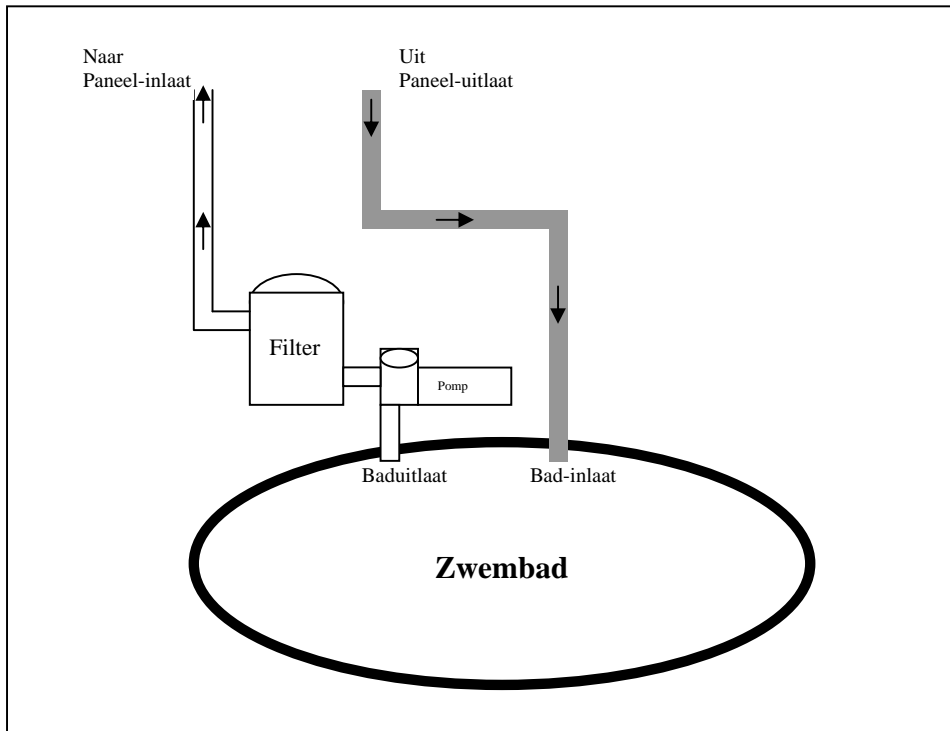 Naar
Paneel-inlaat
Uit
Paneel-uitlaat
Filter
Pomp
Baduitlaat
Bad-inlaat
Zwembad